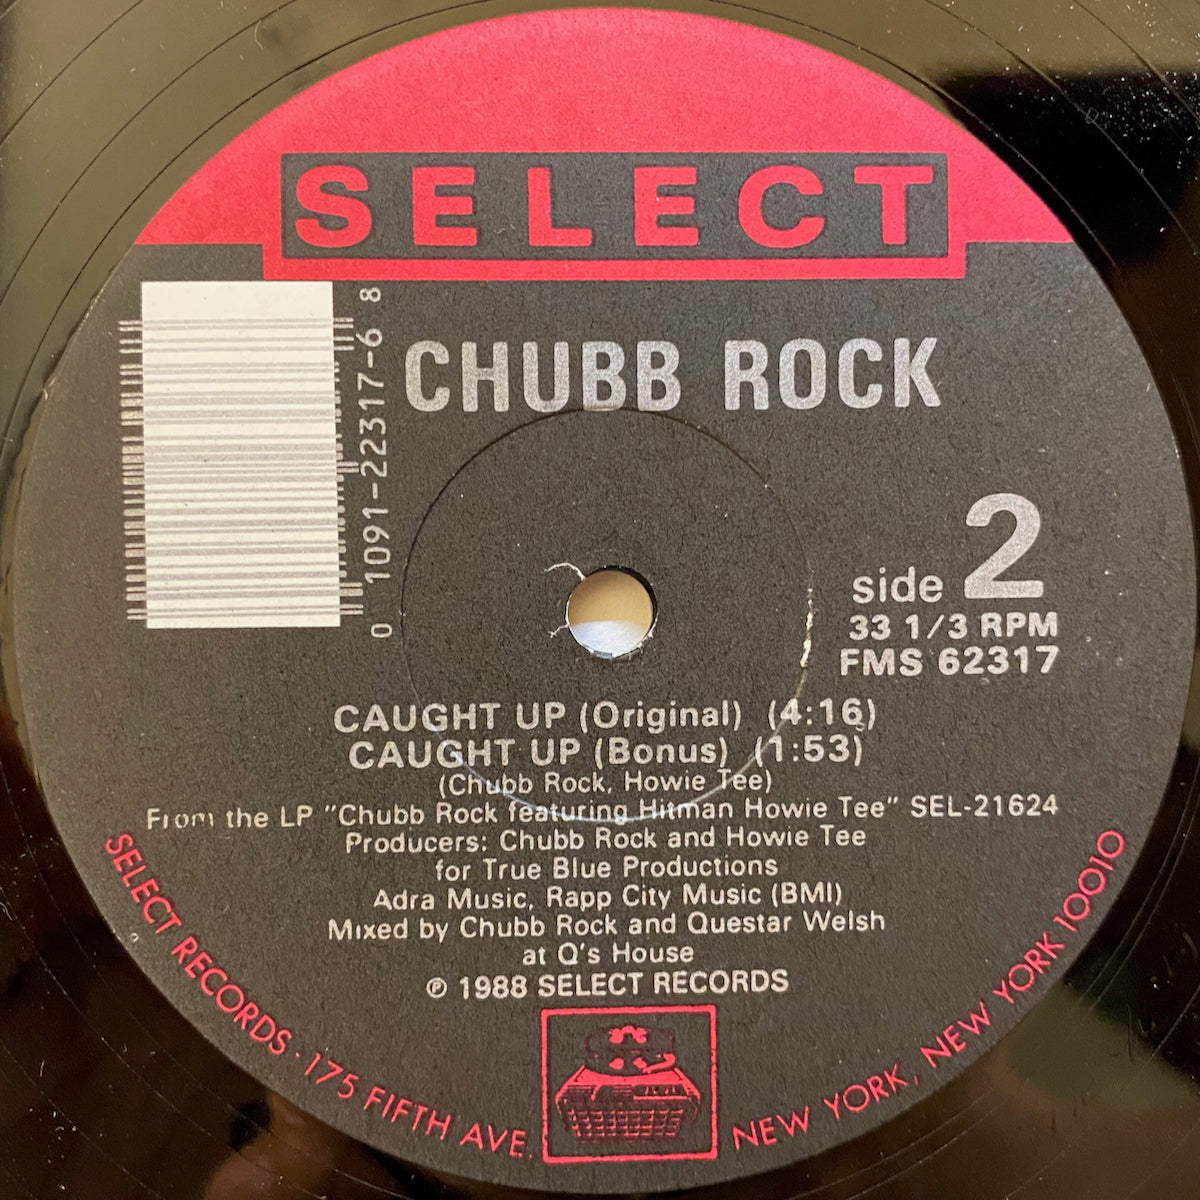 SELECT
CHUBB ROCK
0 1091-22317-6 8
side 2
33 1/3 RPM
FMS 62317
CAUGHT UP (Original) (4:16)
CAUGHT UP (Bonus) (1:53)
(Chubb Rock, Howie Tee)
From the LP "Chubb Rock featuring Hitman Howie Tee" SEL-21624
Producers: Chubb Rock and Howie Tee
for True Blue Productions
Adra Music, Rapp City Music (BMI)
Mixed by Chubb Rock and Questar Welsh
at Q's House
℗ 1988 SELECT RECORDS
SELECT RECORDS · 175 FIFTH AVE. NEW YORK, NEW YORK 10010